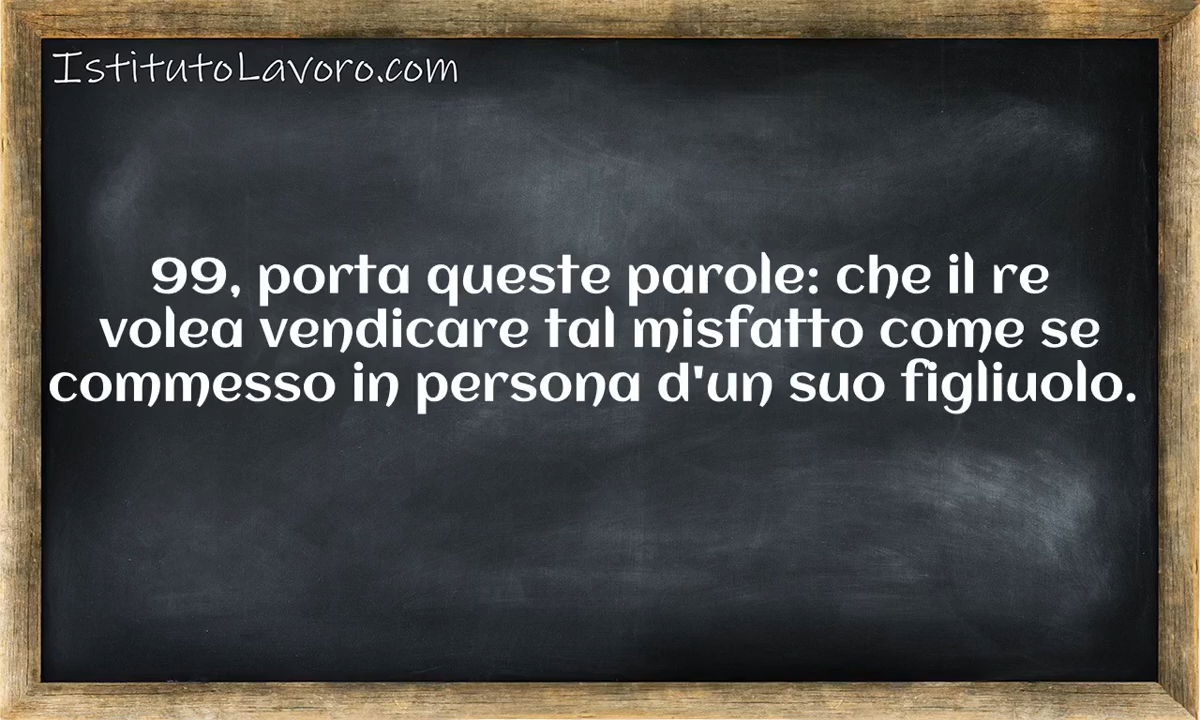 IstitutoLavoro.com
99, porta queste parole: che il re
volea vendicare tal misfatto come se
commesso in persona d'un suo figliuolo.